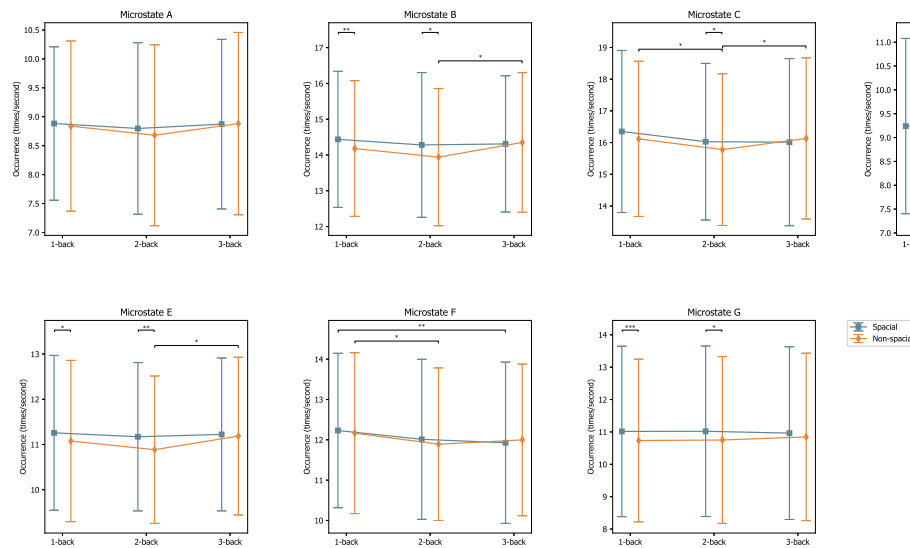 Microstate A
Occurrence (times/second)
10.5
10.0
9.5
9.0
8.5
8.0
7.5
7.0
1-back
2-back
3-back
Microstate B
Occurrence (times/second)
17
16
15
14
13
12
**
*
*
1-back
2-back
3-back
Microstate C
Occurrence (times/second)
19
18
17
16
15
14
*
*
*
1-back
2-back
3-back
Occurrence (times/second)
11.0
10.5
10.0
9.5
9.0
8.5
8.0
7.5
7.0
1-
Microstate E
Occurrence (times/second)
13
12
11
10
*
**
*
1-back
2-back
3-back
Microstate F
Occurrence (times/second)
14
13
12
11
10
**
*
1-back
2-back
3-back
Microstate G
Occurrence (times/second)
14
13
12
11
10
9
8
***
*
1-back
2-back
3-back
Spacial
Non-spacia